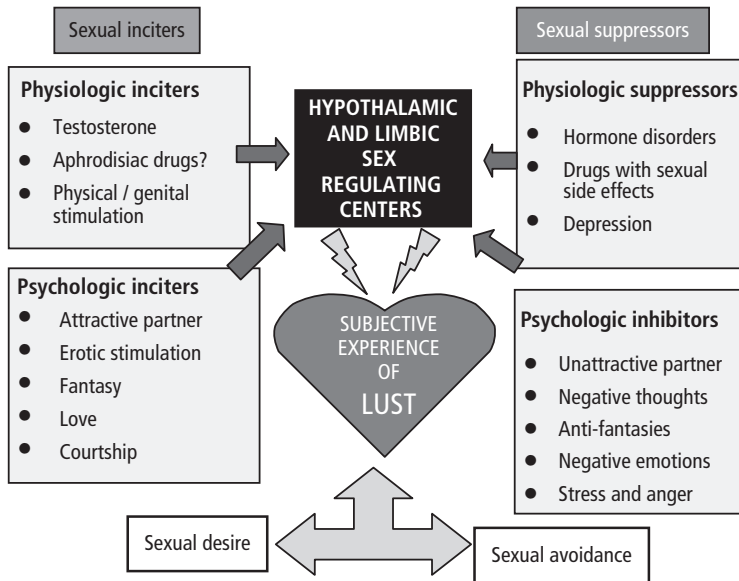 Sexual inciters
Sexual suppressors
Physiologic inciters
● Testosterone
● Aphrodisiac drugs?
● Physical / genital
stimulation
HYPOTHALAMIC
AND LIMBIC
SEX
REGULATING
CENTERS
Physiologic suppressors
● Hormone disorders
● Drugs with sexual
side effects
● Depression
Psychologic inciters
● Attractive partner
● Erotic stimulation
● Fantasy
● Love
● Courtship
SUBJECTIVE
EXPERIENCE
OF
LUST
Psychologic inhibitors
● Unattractive partner
● Negative thoughts
● Anti-fantasies
● Negative emotions
● Stress and anger
Sexual desire
Sexual avoidance